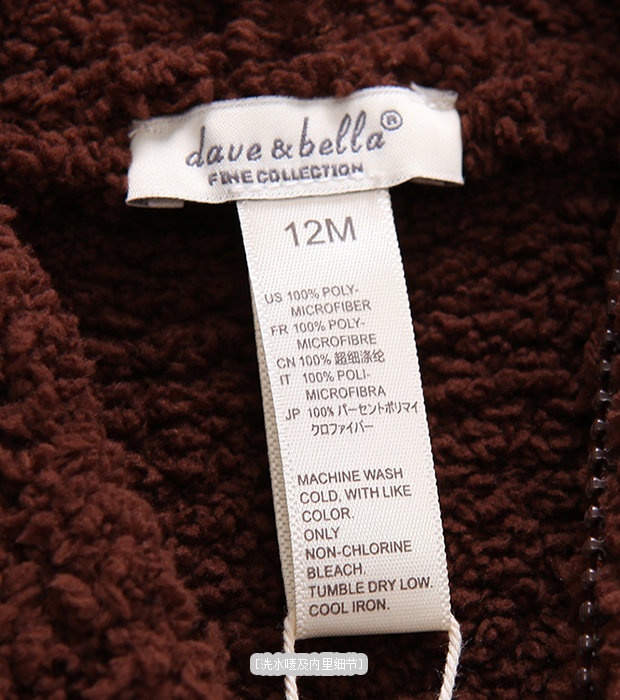 dave & bella®
FINE COLLECTION
12M
US 100% POLY-
MICROFIBER
FR 100% POLY-
MICROFIBRE
CN 100% 超细涤纶
IT 100% POLI-
MICROFIBRA
JP 100% パーセントポリマイ
クロファイバー
MACHINE WASH
COLD, WITH LIKE
COLOR.
ONLY
NON-CHLORINE
BLEACH.
TUMBLE DRY LOW.
COOL IRON.
[洗水唛及内里细节]